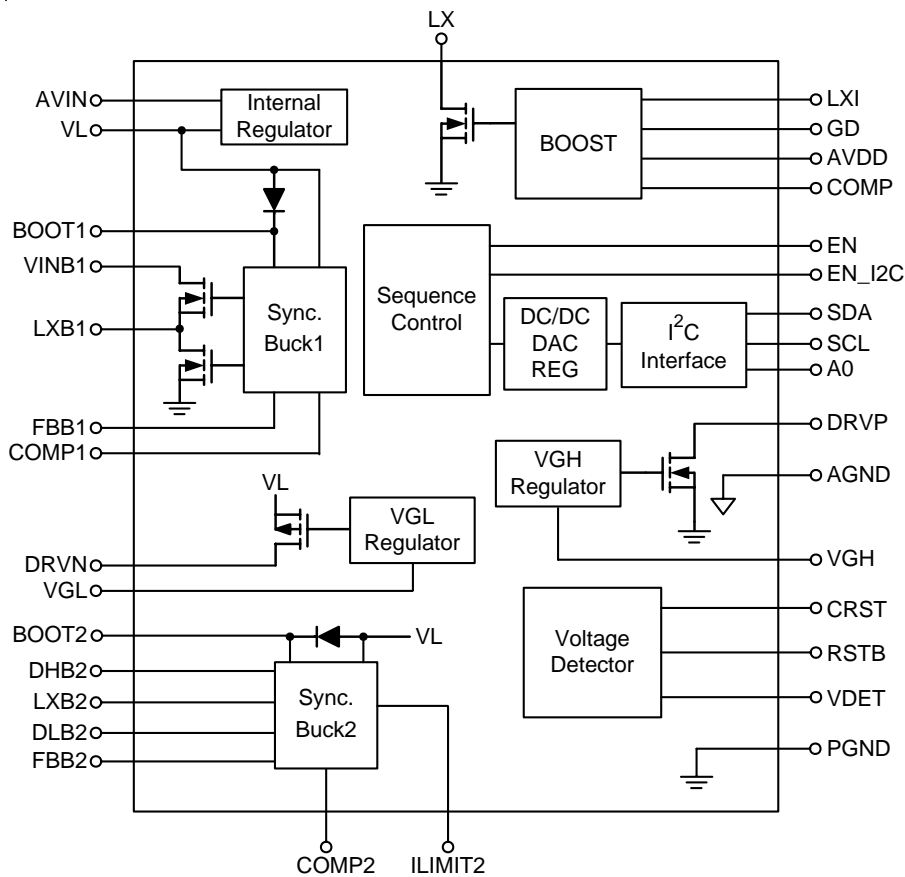 LX
AVIN
VL
BOOT1
VINB1
LXB1
FBB1
COMP1
DRVN
VGL
BOOT2
DHB2
LXB2
DLB2
FBB2
Internal
Regulator
Sync.
Buck1
VL
VGL
Regulator
VL
Sync.
Buck2
BOOST
Sequence
Control
DC/DC
DAC
REG
I2C
Interface
VGH
Regulator
Voltage
Detector
LXI
GD
AVDD
COMP
EN
EN_I2C
SDA
SCL
A0
DRVP
AGND
VGH
CRST
RSTB
VDET
PGND
COMP2
ILIMIT2